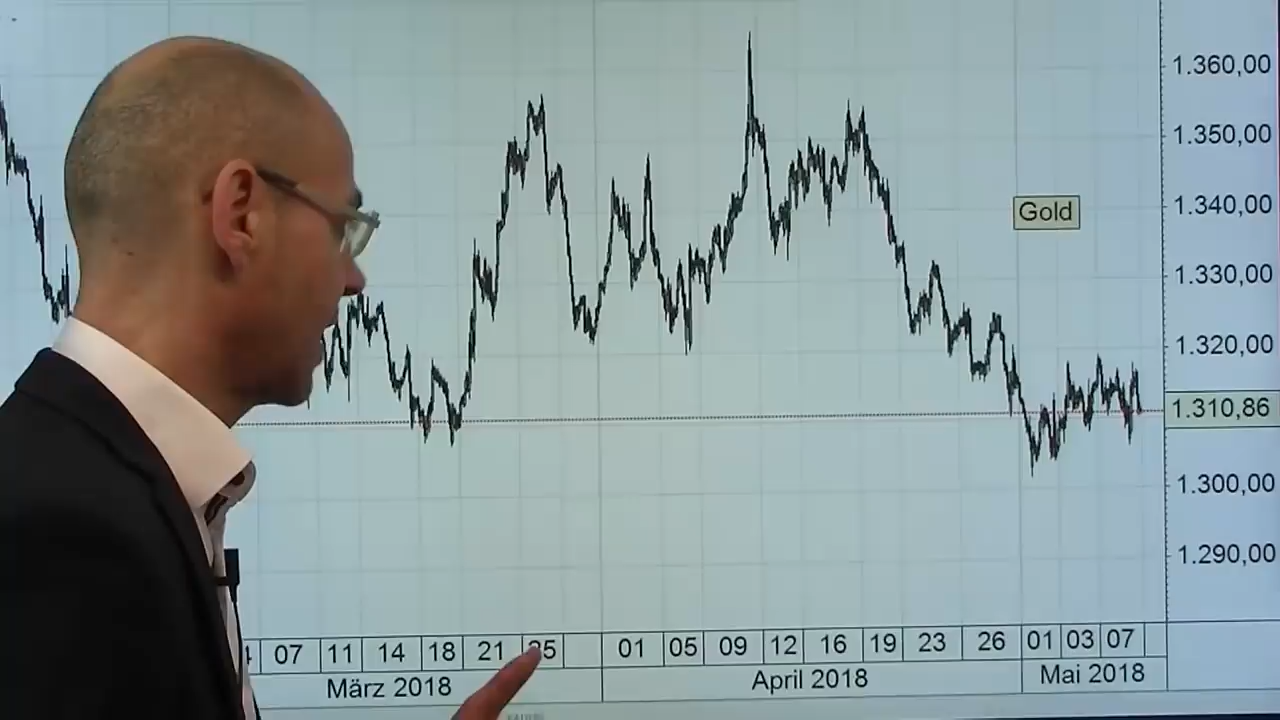 1.360,00
1.350,00
1.340,00
Gold
1.330,00
1.320,00
1.310,86
1.300,00
1.290,00
07 11 14 18 21 25 01 05 09 12 16 19 23 26 01 03 07
März 2018 April 2018 Mai 2018